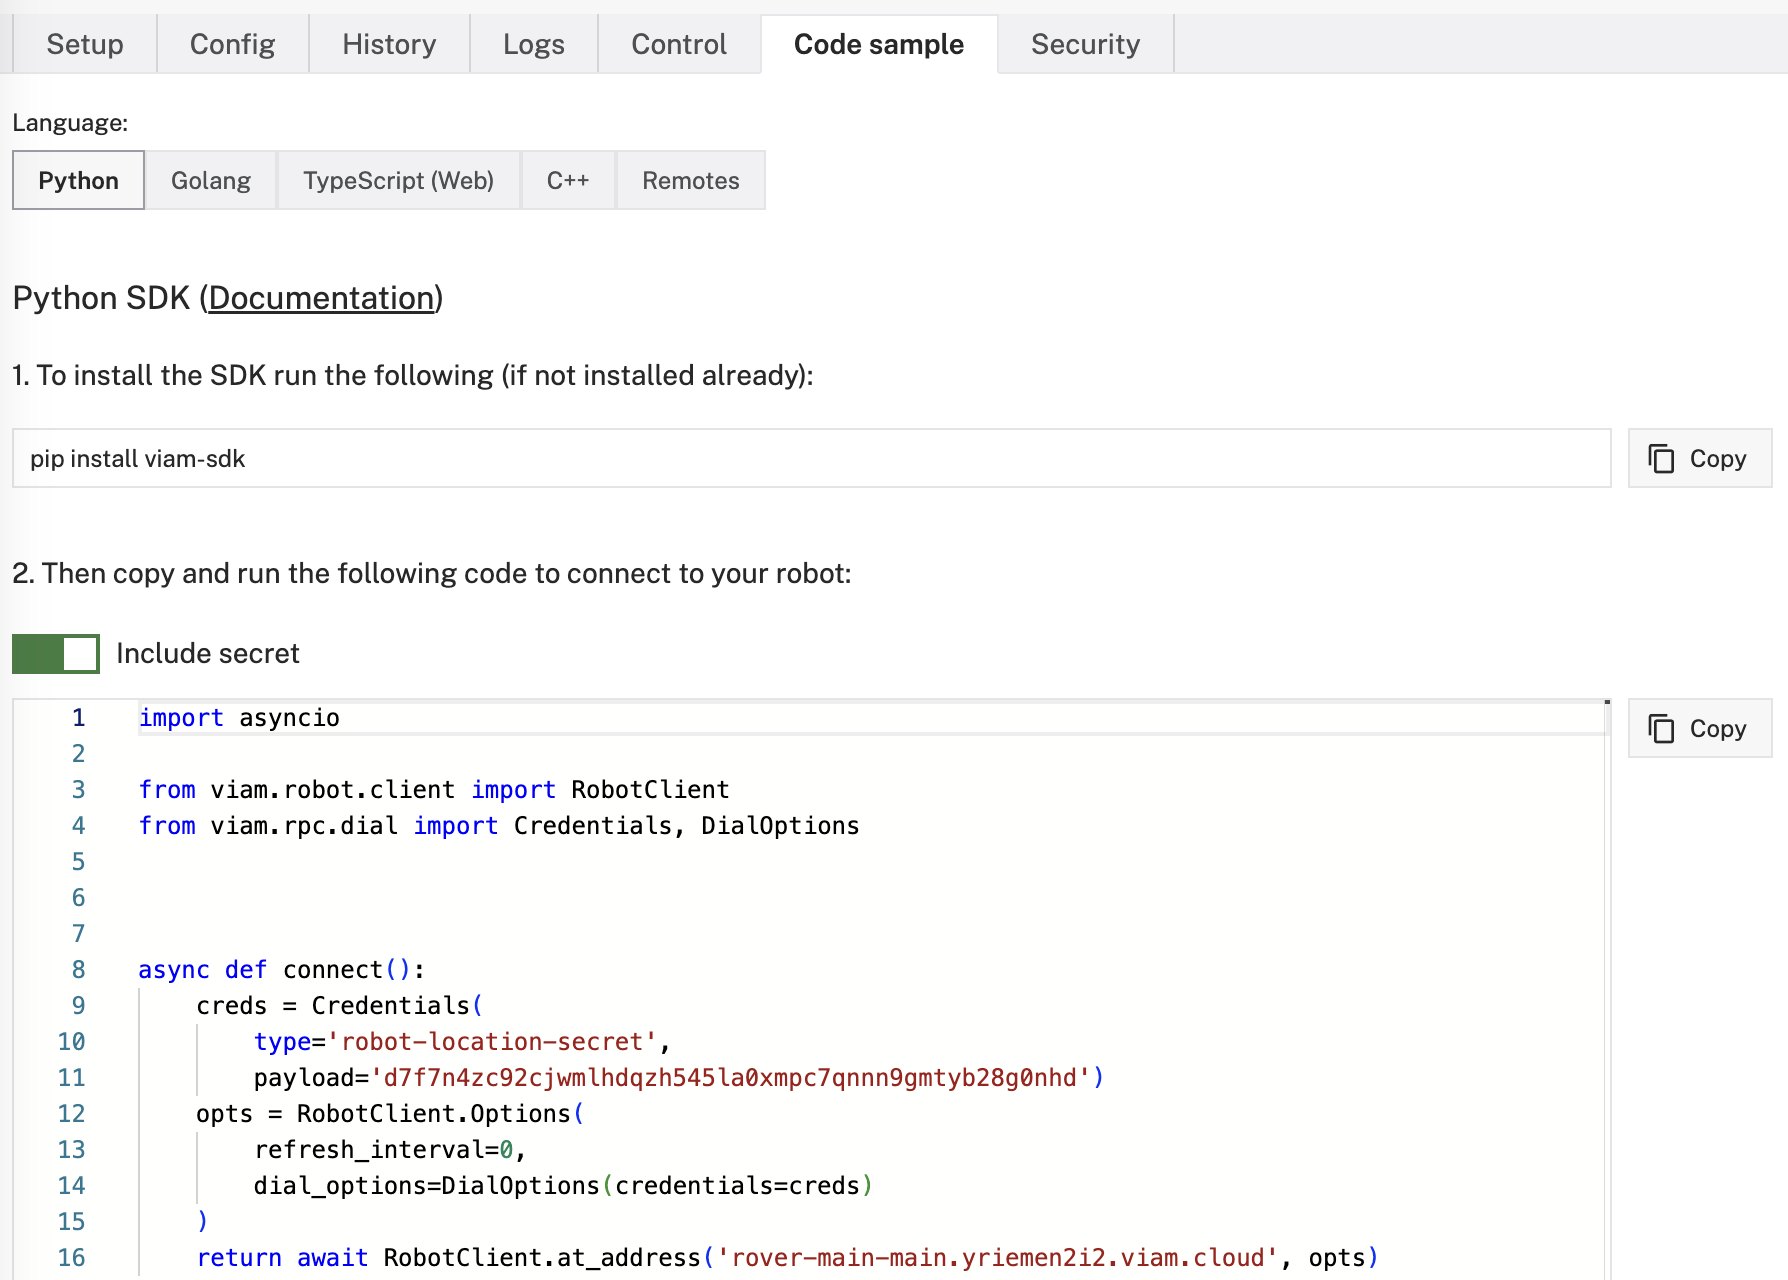 Setup Config History Logs Control Code sample Security
Language:
Python Golang TypeScript (Web) C++ Remotes
Python SDK (Documentation)
1. To install the SDK run the following (if not installed already):
pip install viam-sdk Copy
2. Then copy and run the following code to connect to your robot:
Include secret
Copy
1 import asyncio
2
3 from viam.robot.client import RobotClient
4 from viam.rpc.dial import Credentials, DialOptions
5
6
7
8 async def connect():
9     creds = Credentials(
10         type='robot-location-secret',
11         payload='d7f7n4zc92cjwmlhdqzh545la0xmpc7qnnn9gmtyb28g0nhd')
12     opts = RobotClient.Options(
13         refresh_interval=0,
14         dial_options=DialOptions(credentials=creds)
15     )
16     return await RobotClient.at_address('rover-main-main.yriemen2i2.viam.cloud', opts)